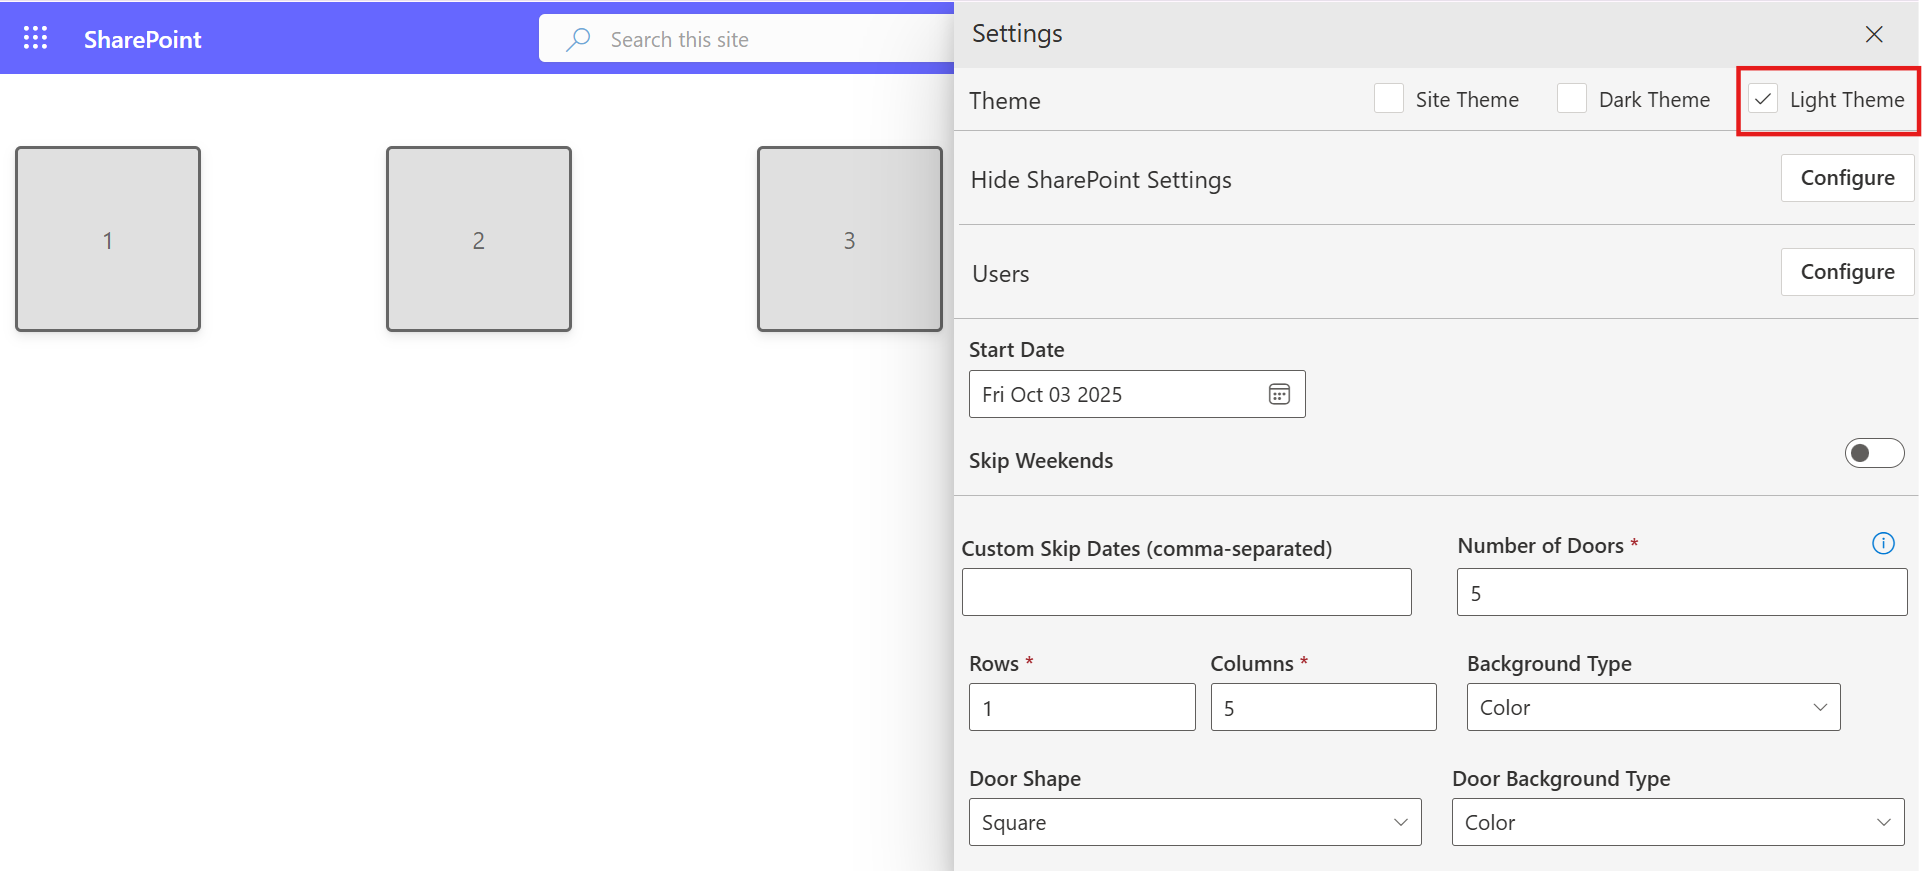 SharePoint
Search this site
Settings
Theme
Site Theme
Dark Theme
Light Theme
1
2
3
Hide SharePoint Settings
Configure
Users
Configure
Start Date
Fri Oct 03 2025
Skip Weekends
Custom Skip Dates (comma-separated)
Number of Doors *
5
Rows *
Columns *
Background Type
1
5
Color
Door Shape
Door Background Type
Square
Color